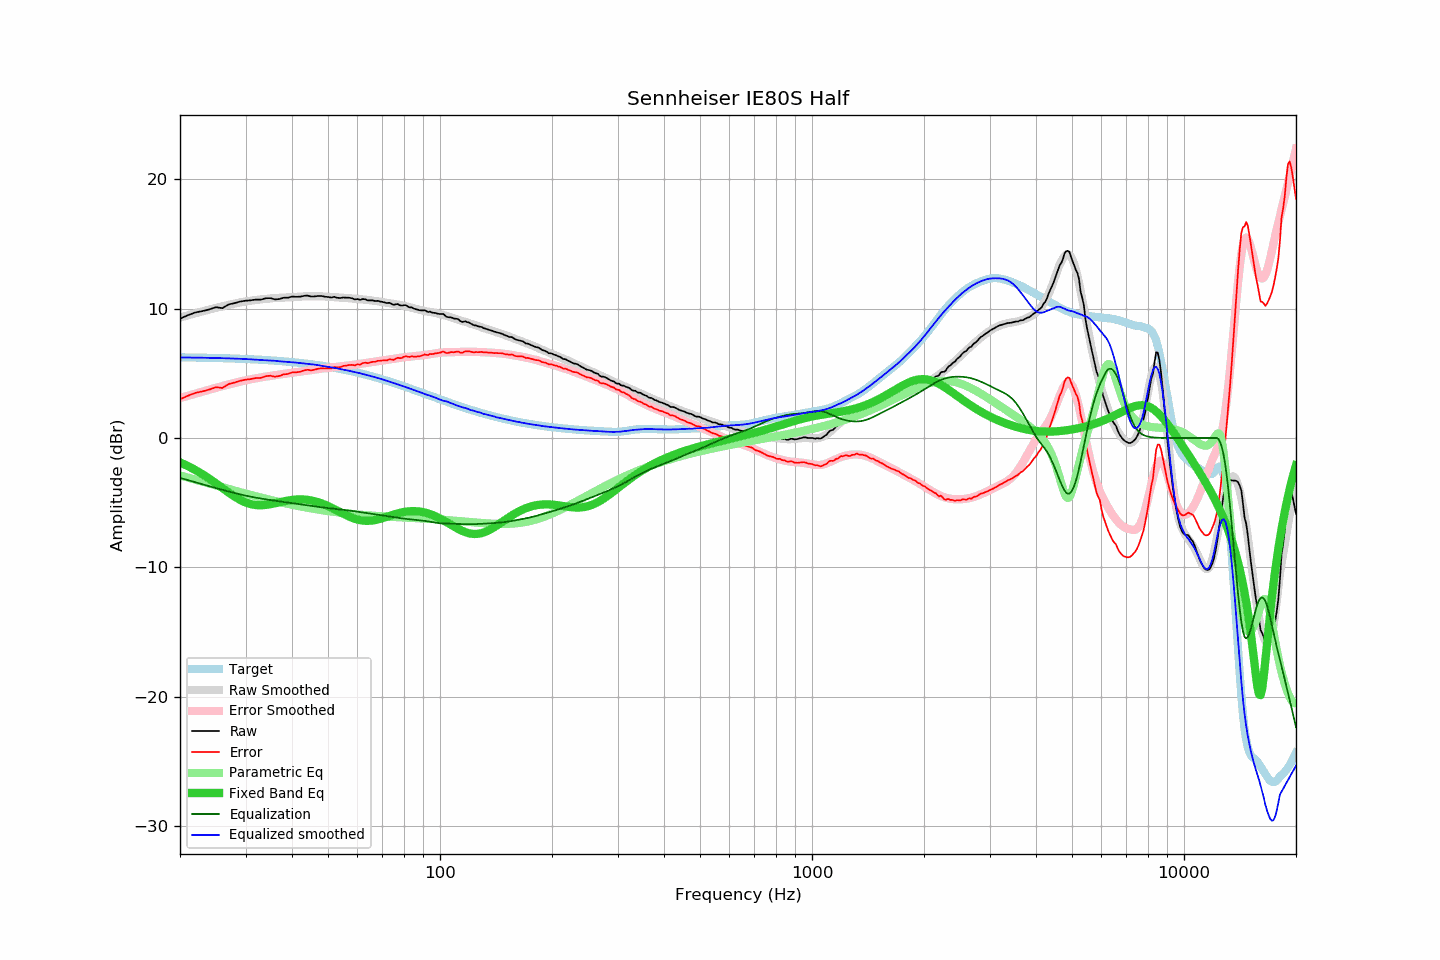 Sennheiser IE80S Half
Amplitude (dBr)
20
10
0
−10
−20
−30
Target
Raw Smoothed
Error Smoothed
Raw
Error
Parametric Eq
Fixed Band Eq
Equalization
Equalized smoothed
100
1000
10000
Frequency (Hz)